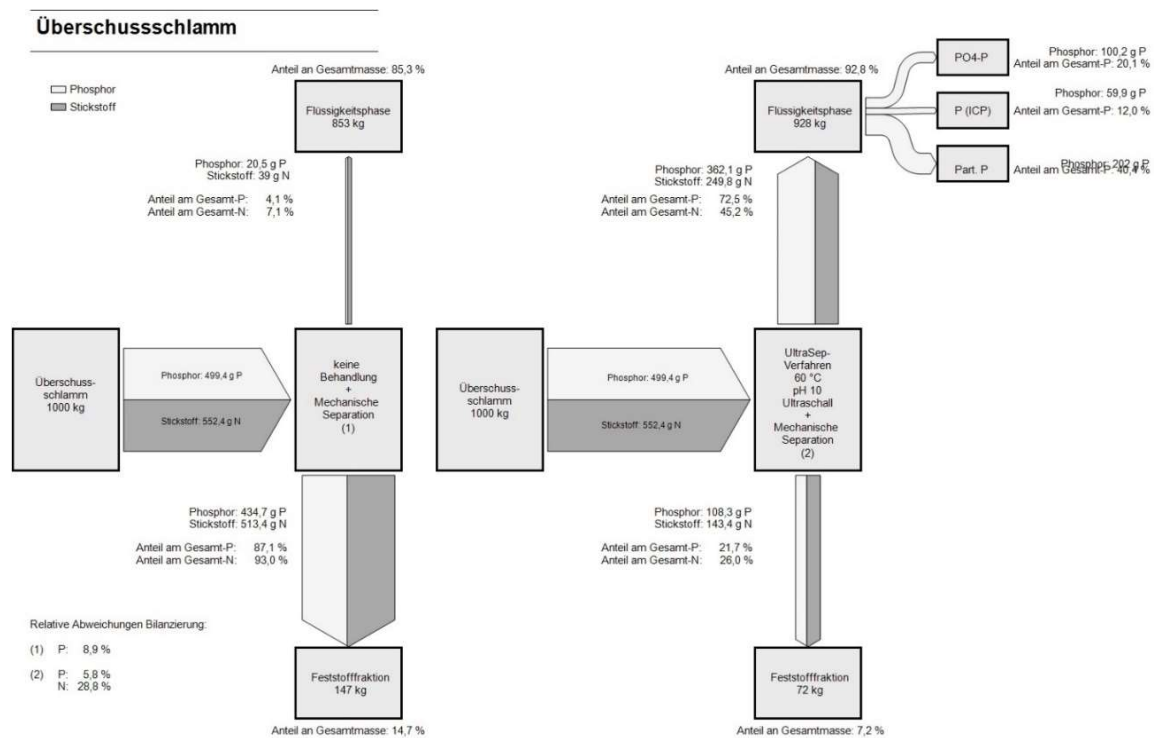 Überschussschlamm
Phosphor
Stickstoff
Anteil an Gesamtmasse: 85,3 %
Flüssigkeitsphase
853 kg
Phosphor: 20,5 g P
Stickstoff: 39 g N
Anteil am Gesamt-P: 4,1 %
Anteil am Gesamt-N: 7,1 %
Überschuss-
schlamm
1000 kg
Phosphor: 499,4 g P
Stickstoff: 552,4 g N
keine
Behandlung
+
Mechanische
Separation
(1)
Phosphor: 434,7 g P
Stickstoff: 513,4 g N
Anteil am Gesamt-P: 87,1 %
Anteil am Gesamt-N: 93,0 %
Feststofffraktion
147 kg
Anteil an Gesamtmasse: 14,7 %
Relative Abweichungen Bilanzierung:
(1) P: 8,9 %
(2) P: 5,8 %
N: 28,8 %
Anteil an Gesamtmasse: 92,8 %
Flüssigkeitsphase
928 kg
PO4-P
Phosphor: 100,2 g P
Anteil am Gesamt-P: 20,1 %
P (ICP)
Phosphor: 59,9 g P
Anteil am Gesamt-P: 12,0 %
Part. P
Phosphor: 202 g P
Anteil am Gesamt-P: 40,4 %
Phosphor: 362,1 g P
Stickstoff: 249,8 g N
Anteil am Gesamt-P: 72,5 %
Anteil am Gesamt-N: 45,2 %
Überschuss-
schlamm
1000 kg
Phosphor: 499,4 g P
Stickstoff: 552,4 g N
UltraSep-
Verfahren
60 °C
pH 10
Ultraschall
+
Mechanische
Separation
(2)
Phosphor: 108,3 g P
Stickstoff: 143,4 g N
Anteil am Gesamt-P: 21,7 %
Anteil am Gesamt-N: 26,0 %
Feststofffraktion
72 kg
Anteil an Gesamtmasse: 7,2 %